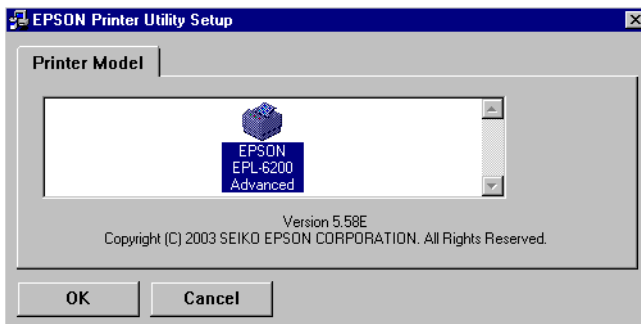 EPSON Printer Utility Setup
Printer Model
EPSON
EPL-6200
Advanced
Version 5.58E
Copyright (C) 2003 SEIKO EPSON CORPORATION. All Rights Reserved.
OK Cancel